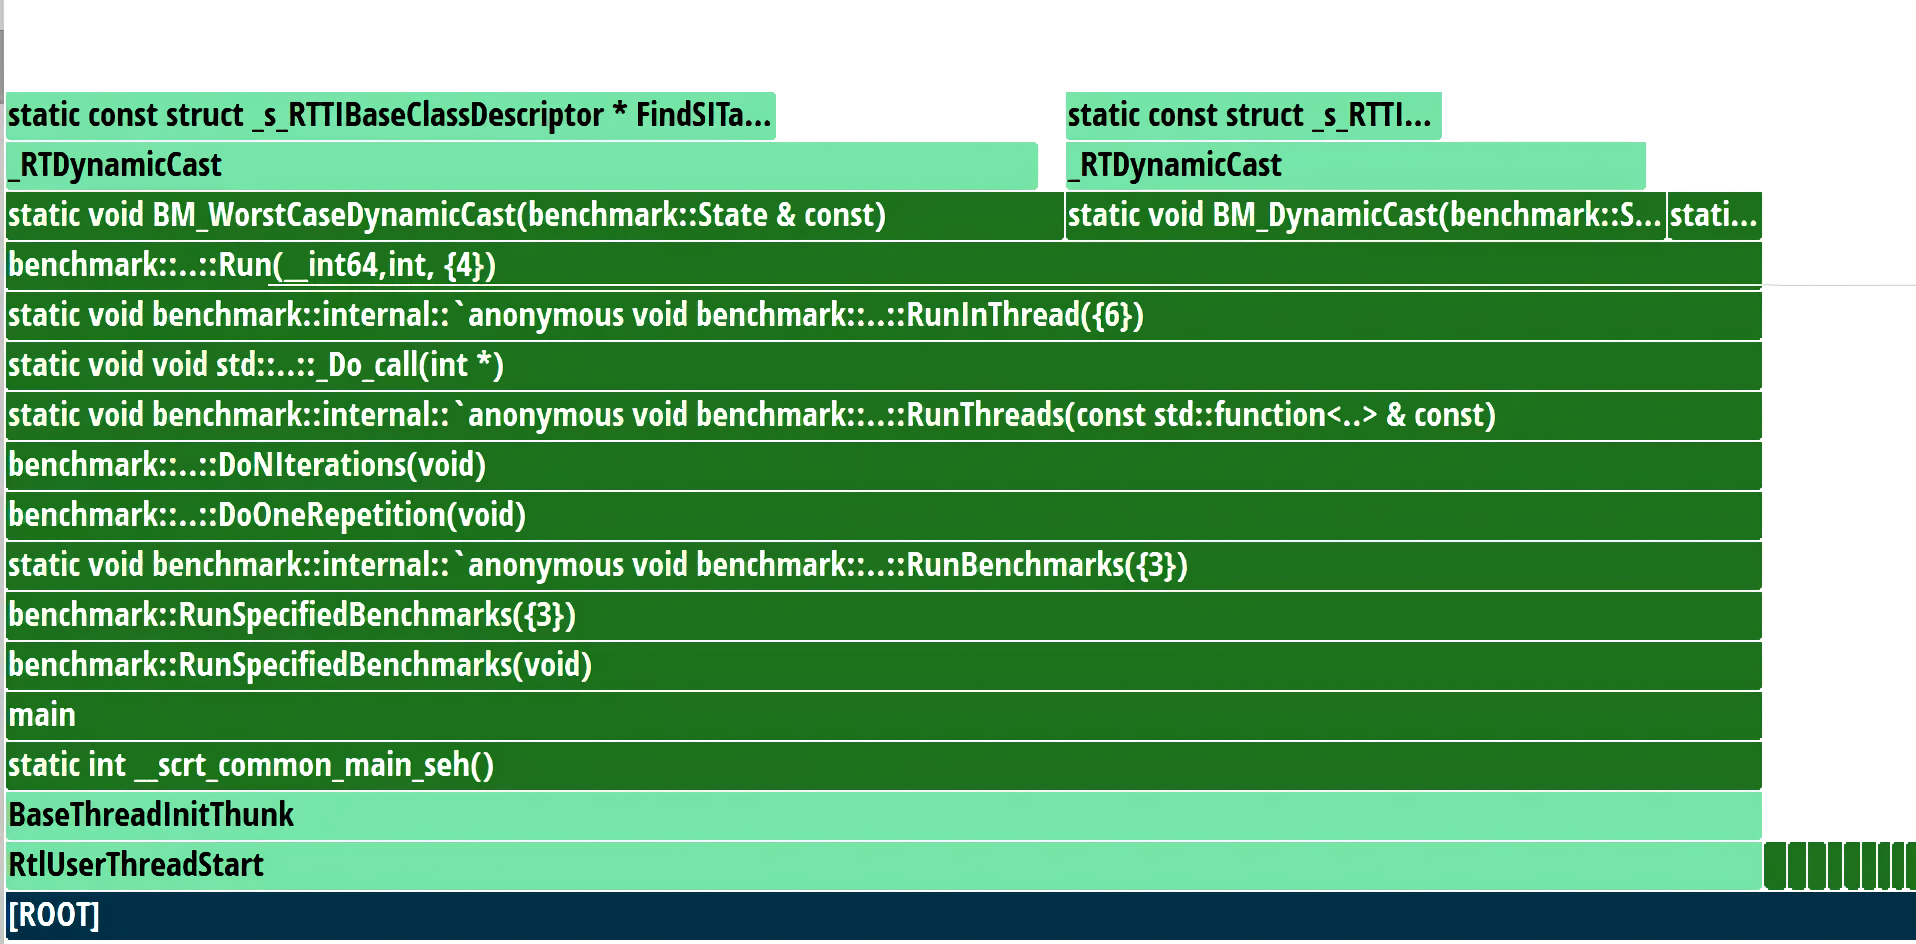 static const struct _s_RTTIBaseClassDescriptor * FindSITa... static const struct _s_RTTI...
_RTDynamicCast _RTDynamicCast
static void BM_WorstCaseDynamicCast(benchmark::State & const) static void BM_DynamicCast(benchmark::S... stati...
benchmark::..::Run(__int64,int, {4})
static void benchmark::internal::`anonymous void benchmark::..::RunInThread({6})
static void void std::..::_Do_call(int *)
static void benchmark::internal::`anonymous void benchmark::..::RunThreads(const std::function<..> & const)
benchmark::..::DoNIterations(void)
benchmark::..::DoOneRepetition(void)
static void benchmark::internal::`anonymous void benchmark::..::RunBenchmarks({3})
benchmark::RunSpecifiedBenchmarks({3})
benchmark::RunSpecifiedBenchmarks(void)
main
static int __scrt_common_main_seh()
BaseThreadInitThunk
RtlUserThreadStart
[ROOT]